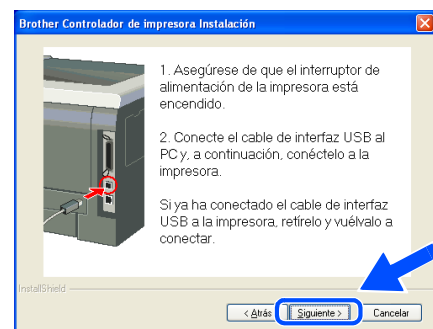 Brother Controlador de impresora Instalación
1. Asegúrese de que el interruptor de
alimentación de la impresora está
encendido.
2. Conecte el cable de interfaz USB al
PC y, a continuación, conéctelo a la
impresora.
Si ya ha conectado el cable de interfaz
USB a la impresora, retírelo y vuélvalo a
conectar.
InstallShield
< Atrás Siguiente > Cancelar